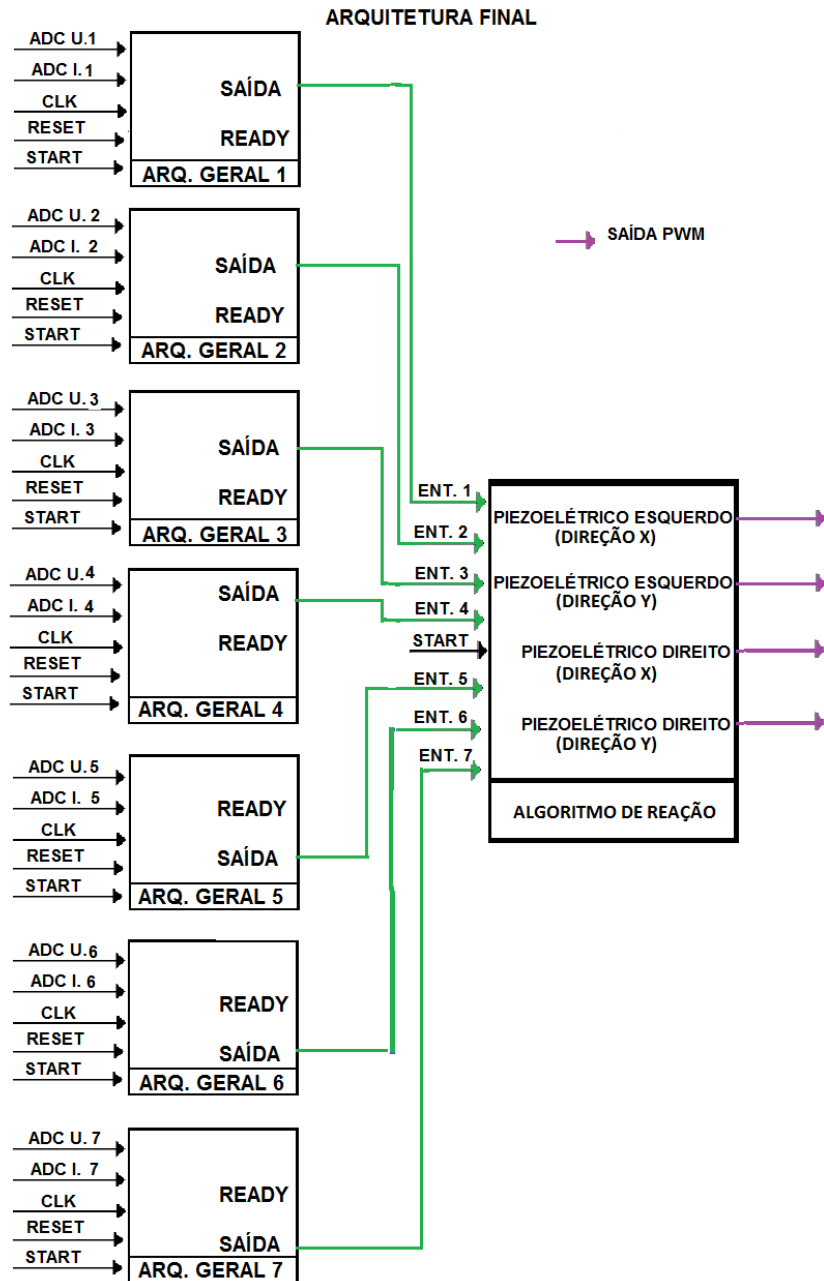 ARQUITETURA FINAL
ADC U.1
ADC I. 1
CLK
RESET
START
SAÍDA
READY
ARQ. GERAL 1
ADC U. 2
ADC I. 2
CLK
RESET
START
SAÍDA
READY
ARQ. GERAL 2
SAÍDA PWM
ADC U. 3
ADC I. 3
CLK
RESET
START
SAÍDA
READY
ARQ. GERAL 3
ADC U. 4
ADC I. 4
CLK
RESET
START
SAÍDA
READY
ARQ. GERAL 4
ADC U. 5
ADC I. 5
CLK
RESET
START
READY
SAÍDA
ARQ. GERAL 5
ADC U. 6
ADC I. 6
CLK
RESET
START
READY
SAÍDA
ARQ. GERAL 6
ADC U. 7
ADC I. 7
CLK
RESET
START
READY
SAÍDA
ARQ. GERAL 7
ENT. 1
ENT. 2
ENT. 3
ENT. 4
START
ENT. 5
ENT. 6
ENT. 7
PIEZOELÉTRICO ESQUERDO
(DIREÇÃO X)
PIEZOELÉTRICO ESQUERDO
(DIREÇÃO Y)
PIEZOELÉTRICO DIREITO
(DIREÇÃO X)
PIEZOELÉTRICO DIREITO
(DIREÇÃO Y)
ALGORITMO DE REAÇÃO